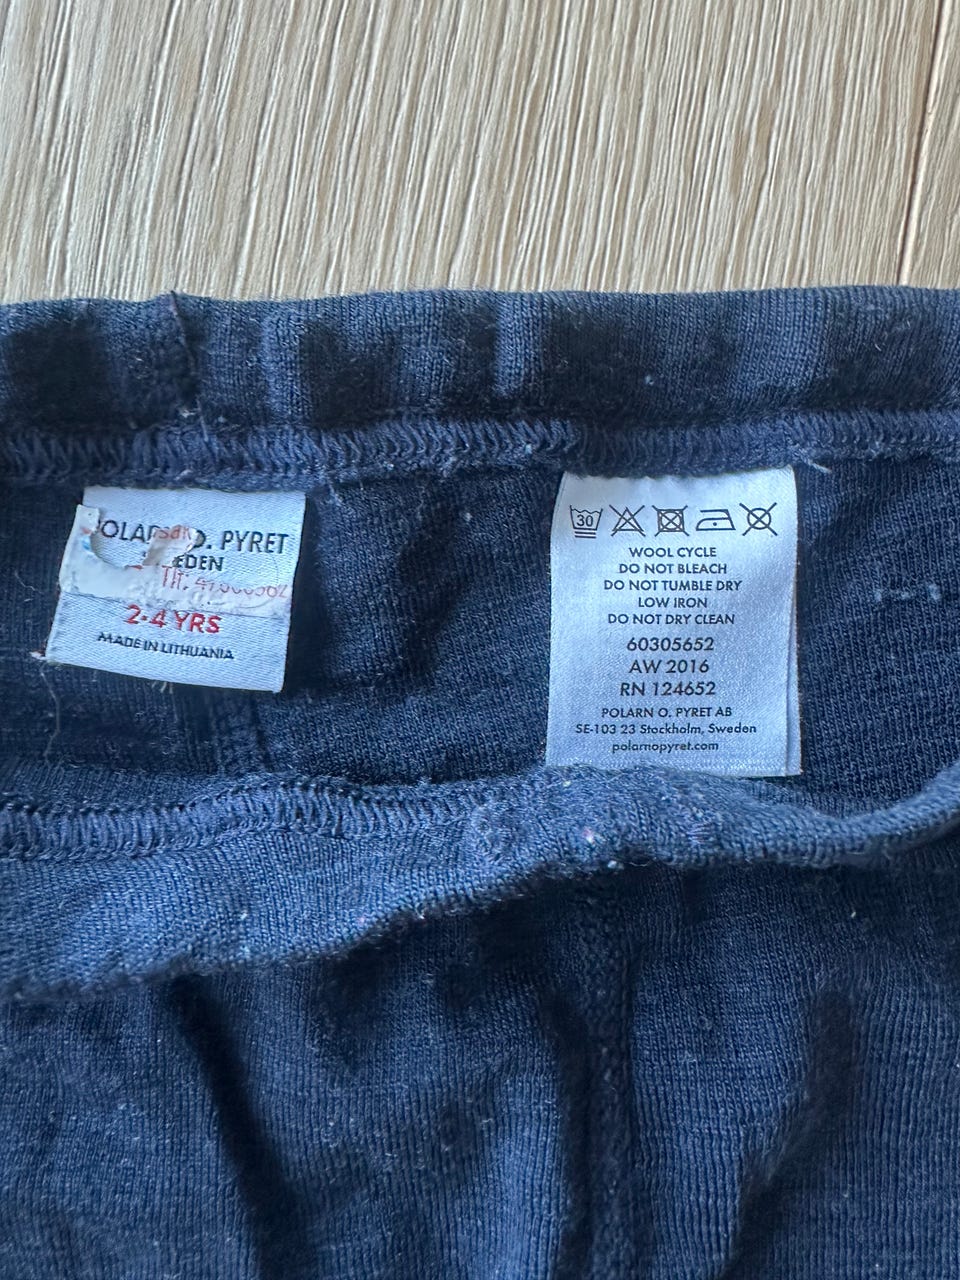 O. PYRET
EDEN
Tlf:
2-4 YRS
MADE IN LITHUANIA
30
WOOL CYCLE
DO NOT BLEACH
DO NOT TUMBLE DRY
LOW IRON
DO NOT DRY CLEAN
60305652
AW 2016
RN 124652
POLARN O. PYRET AB
SE-103 23 Stockholm, Sweden
polarnopyret.com